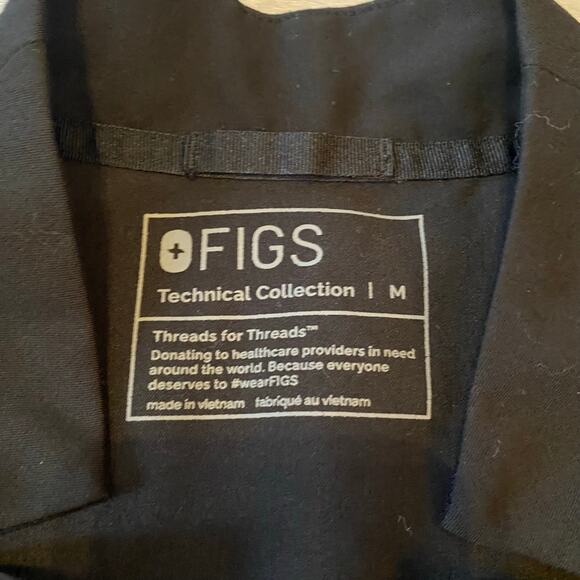 FIGS
Technical Collection | M
Threads for Threads™
Donating to healthcare providers in need
around the world. Because everyone
deserves to #wearFIGS
made in vietnam fabriqué au vietnam